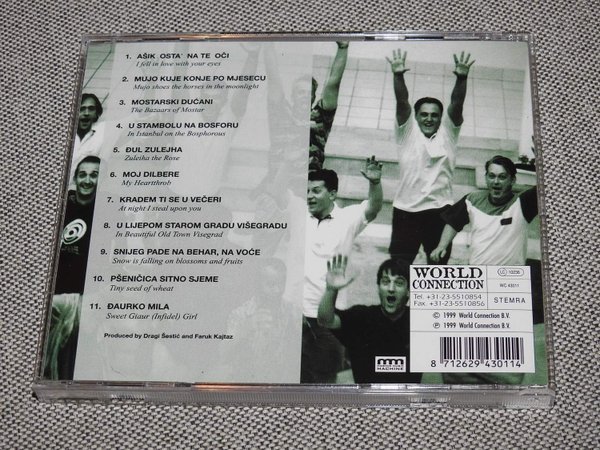 1. AŠIK OSTA' NA TE OČI
I fell in love with your eyes
2. MUJO KUJE KONJE PO MJESECU
Mujo shoes the horses in the moonlight
3. MOSTARSKI DUĆANI
The Bazaars of Mostar
4. U STAMBOLU NA BOSFORU
In Istanbul on the Bosphorous
5. ĐUL ZULEJHA
Zulejha the Rose
6. MOJ DILBERE
My Heartthrob
7. KRADEM TI SE U VEČERI
At night I steal upon you
8. U LIJEPOM STAROM GRADU VIŠEGRADU
In Beautiful Old Town Visegrad
9. SNIJEG PADE NA BEHAR, NA VOĆE
Snow is falling on blossoms and fruits
10. PŠENIČICA SITNO SJEME
Tiny seed of wheat
11. ĐAURKO MILA
Sweet Giaur (Infidel) Girl
Produced by Dragi Šestić and Faruk Kajtaz
MACHINE
WORLD
CONNECTION
Tel. +31-23-5510854
Fax. +31-23-5510856
LC 10236
WC 43011
STEMRA
© 1999 World Connection B.V.
℗ 1999 World Connection B.V.
8 712629 430114